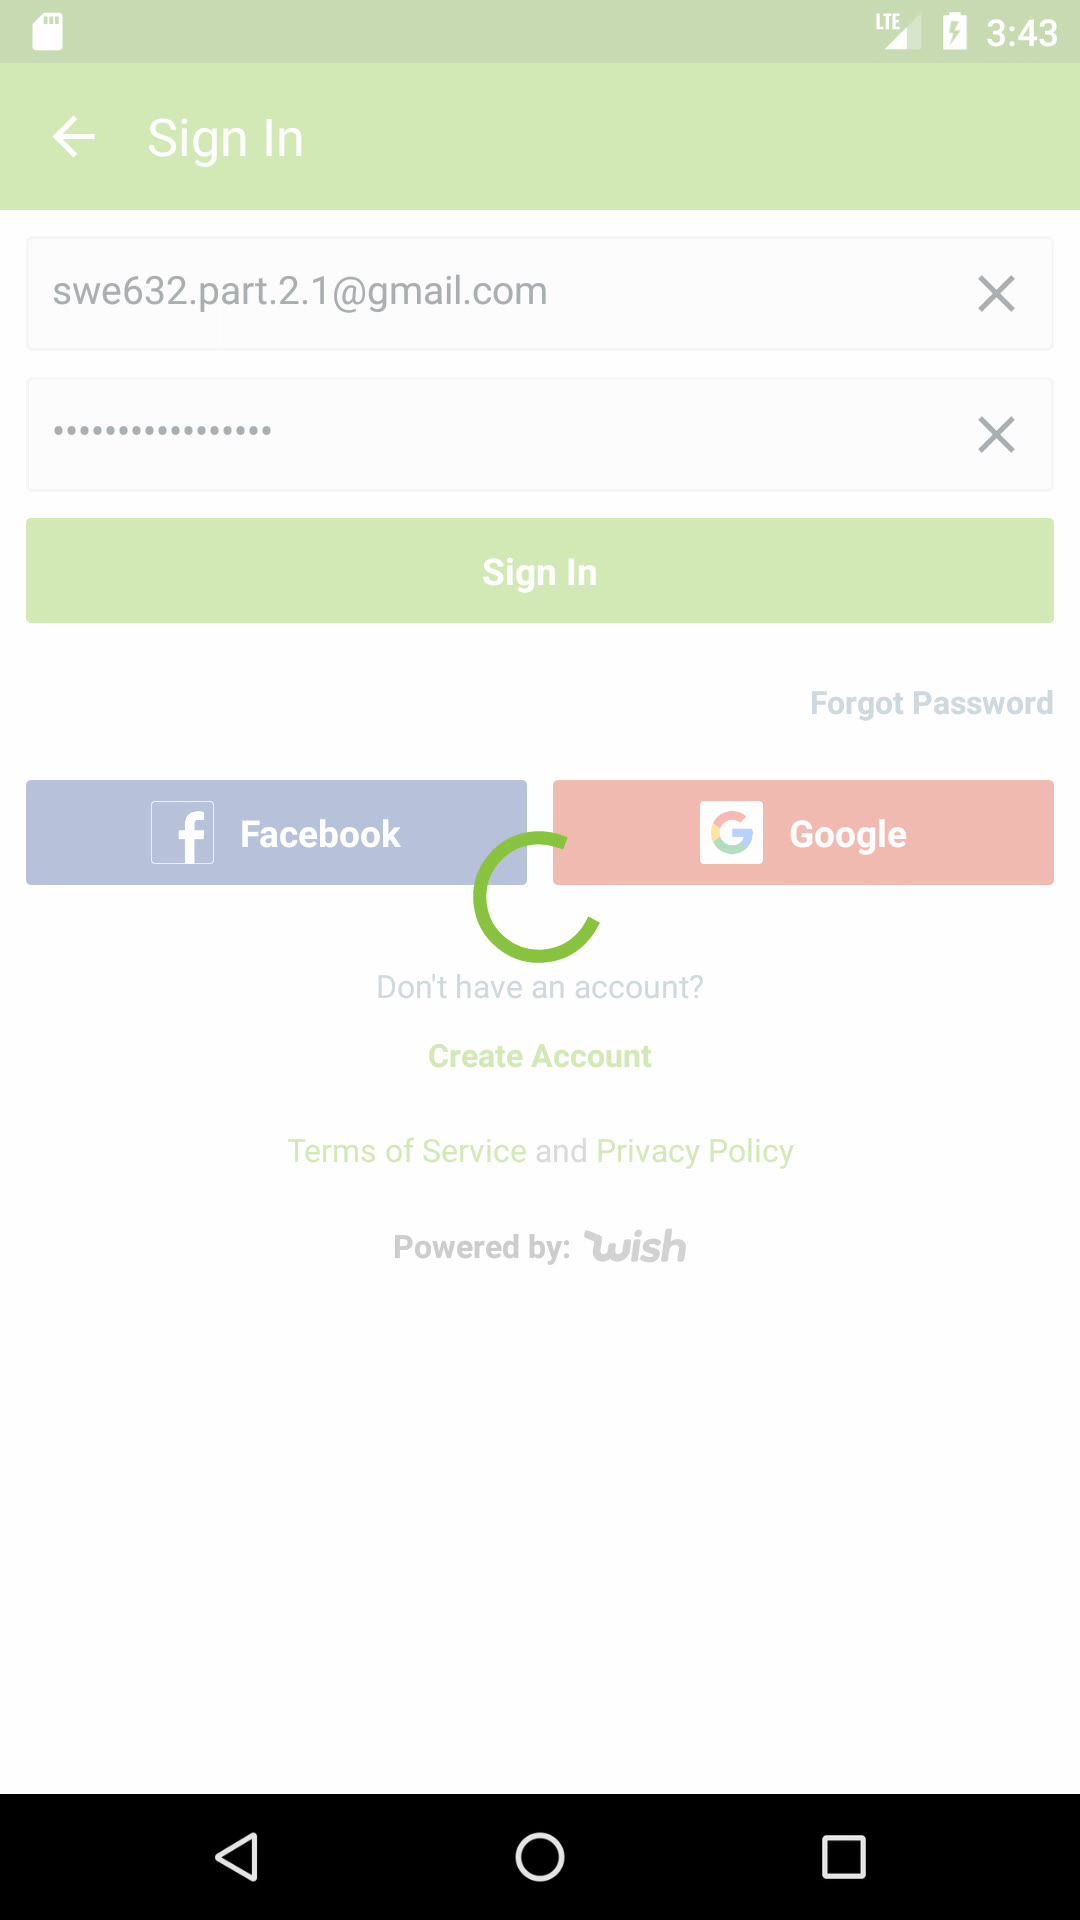 LTE 3:43
Sign In
swe632.part.2.1@gmail.com
•••••••••••••••••
Sign In
Forgot Password
Facebook
Google
Don't have an account?
Create Account
Terms of Service and Privacy Policy
Powered by: wish